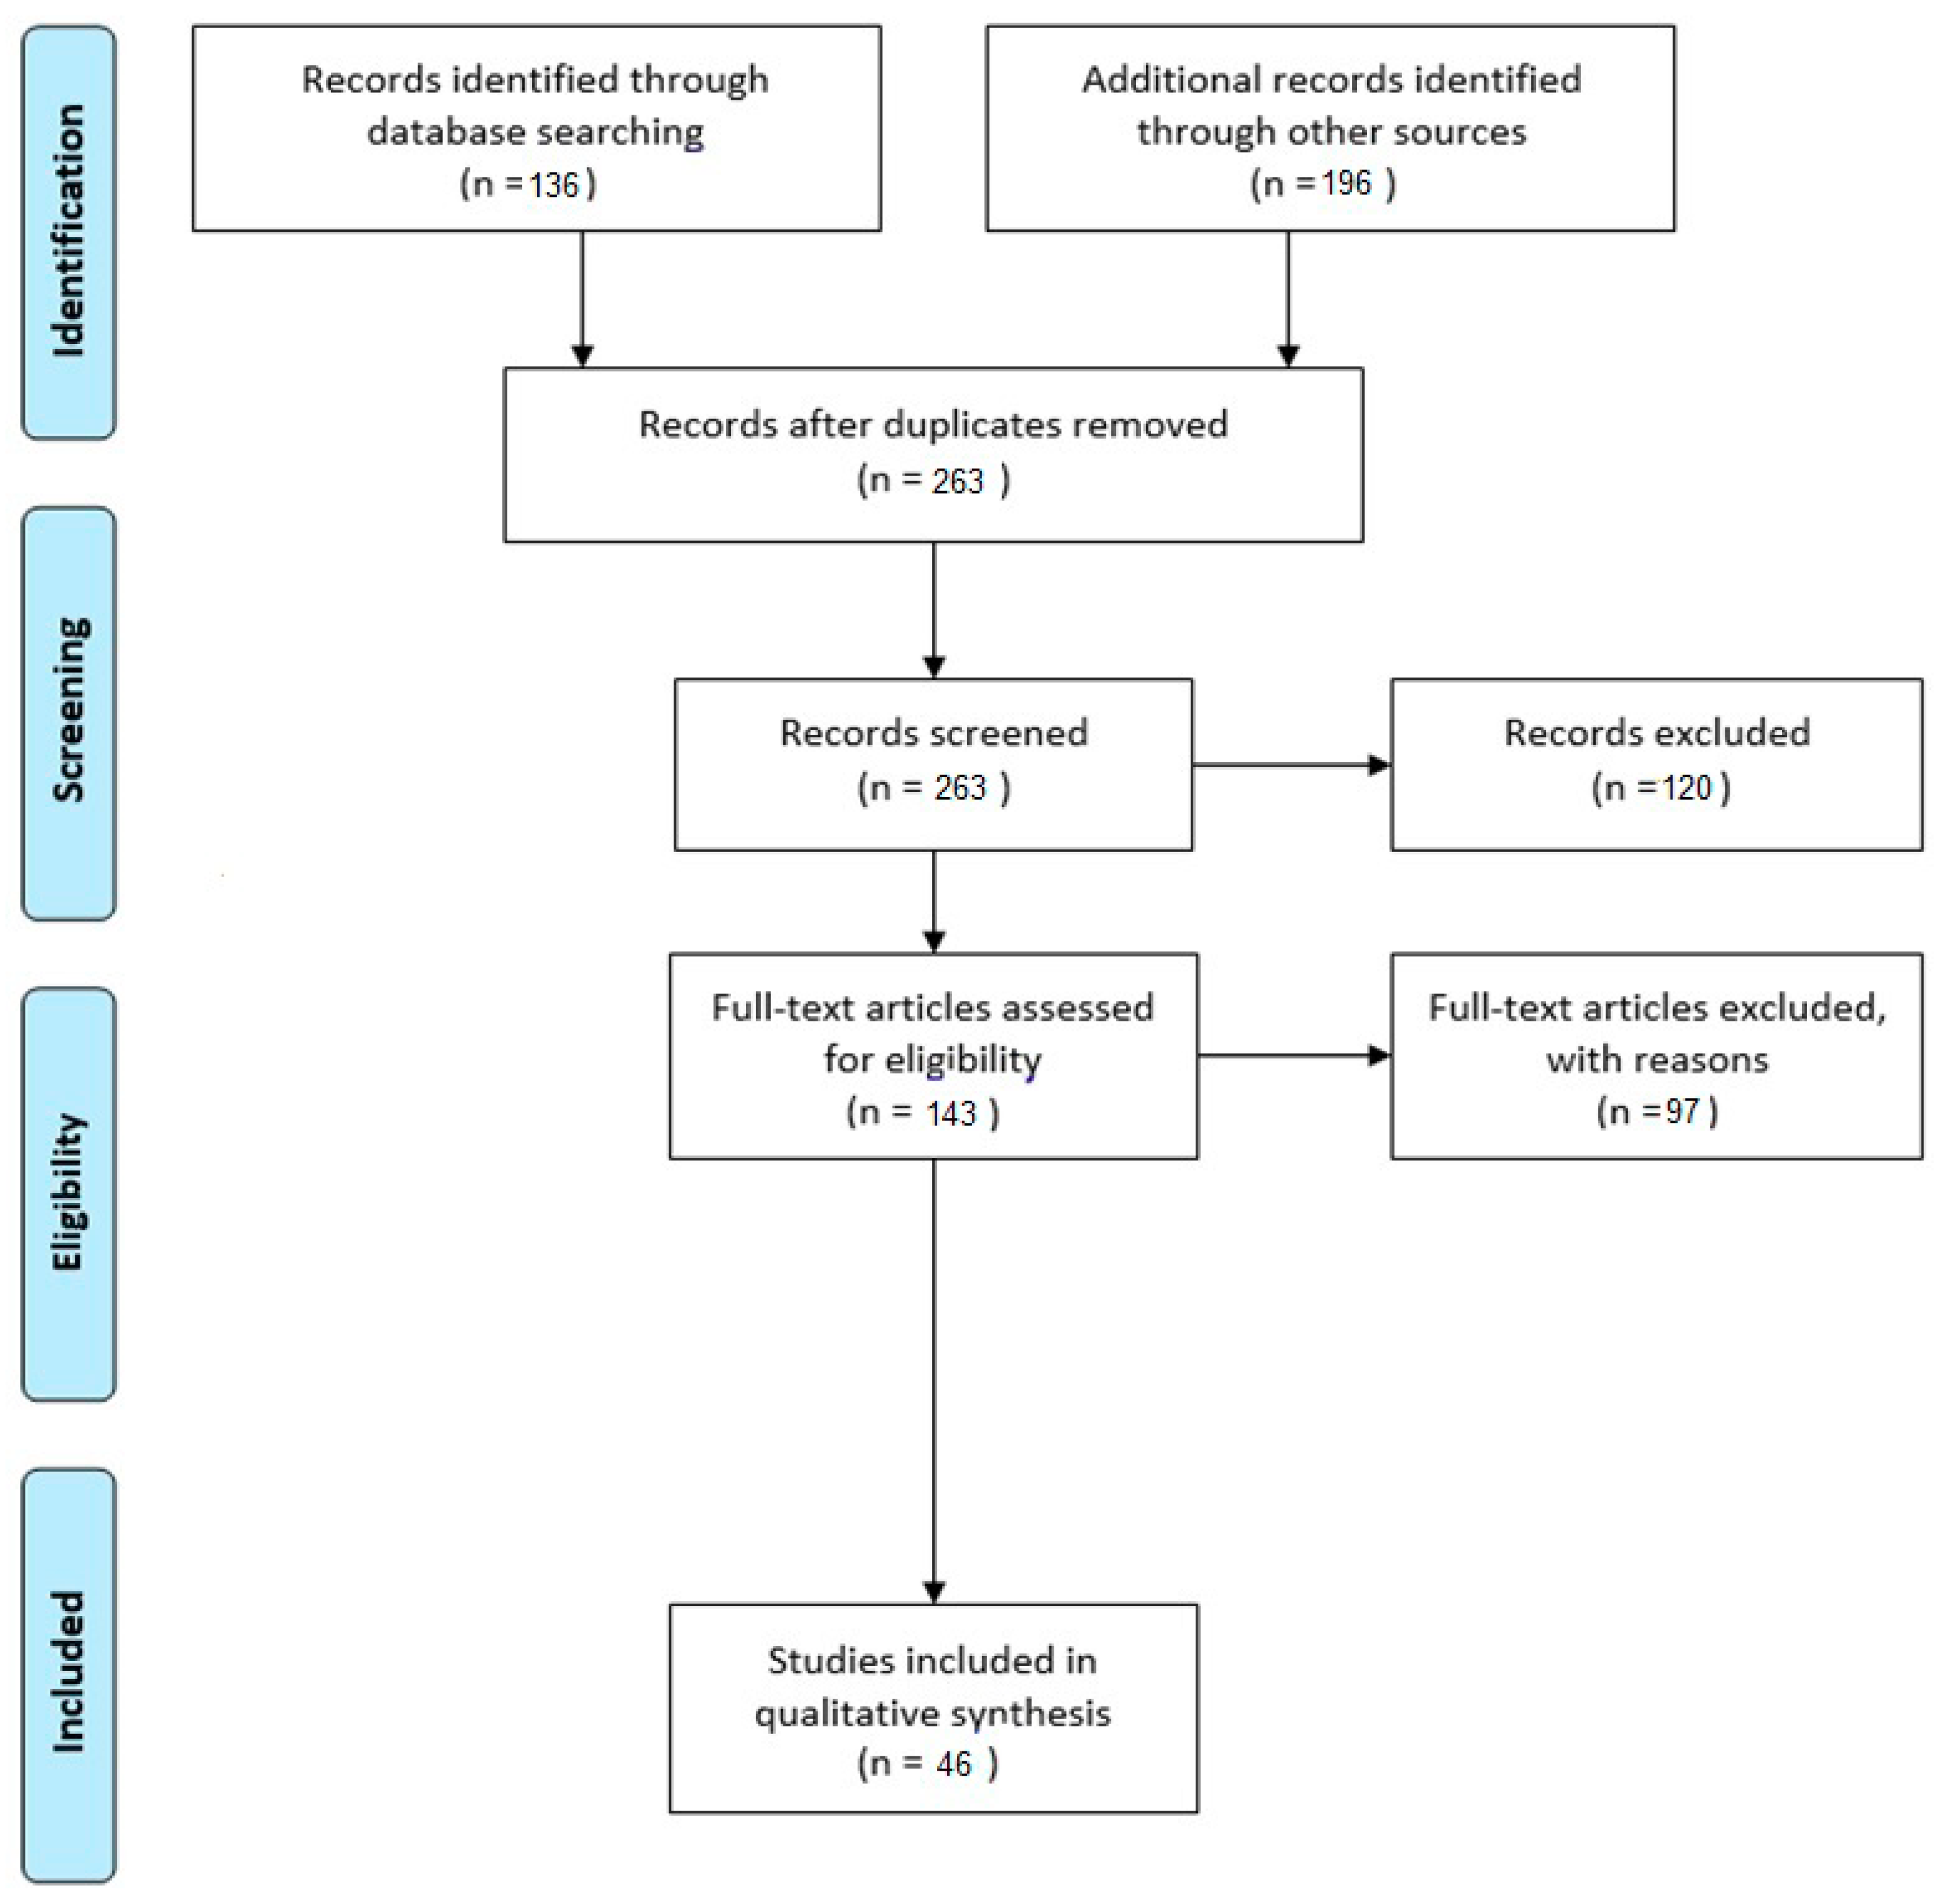 Identification
Records identified through
database searching
(n =136)
Additional records identified
through other sources
(n =196 )
Records after duplicates removed
(n = 263 )
Screening
Records screened
(n = 263 )
Records excluded
(n =120)
Eligibility
Full-text articles assessed
for eligibility
(n = 143 )
Full-text articles excluded,
with reasons
(n =97)
Included
Studies included in
qualitative synthesis
(n = 46 )